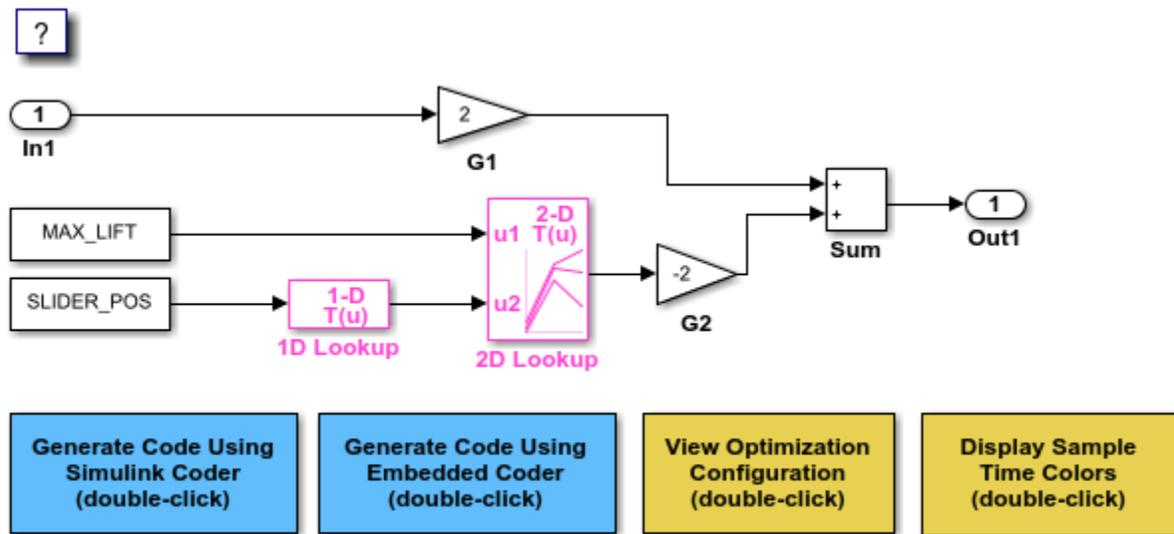 ?
1
In1
2
G1
MAX_LIFT
SLIDER_POS
1-D
T(u)
1D Lookup
2-D
T(u)
u1
u2
2D Lookup
-2
G2
+
+
Sum
1
Out1
Generate Code Using
Simulink Coder
(double-click)
Generate Code Using
Embedded Coder
(double-click)
View Optimization
Configuration
(double-click)
Display Sample
Time Colors
(double-click)